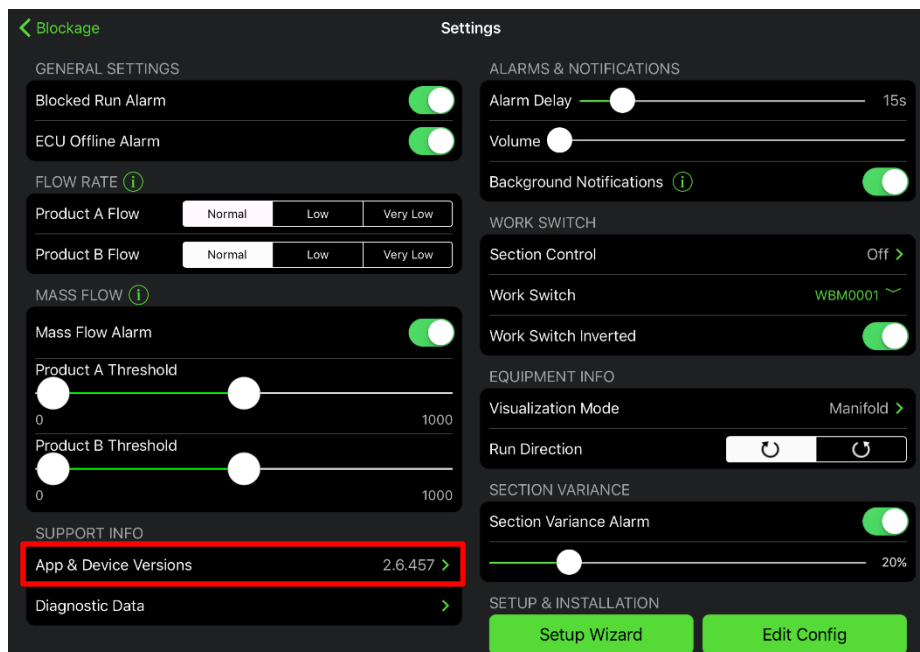 Blockage
Settings
GENERAL SETTINGS
Blocked Run Alarm
ECU Offline Alarm
FLOW RATE i
Product A Flow Normal Low Very Low
Product B Flow Normal Low Very Low
MASS FLOW i
Mass Flow Alarm
Product A Threshold
0 1000
Product B Threshold
0 1000
SUPPORT INFO
App & Device Versions 2.6.457
Diagnostic Data
ALARMS & NOTIFICATIONS
Alarm Delay 15s
Volume
Background Notifications i
WORK SWITCH
Section Control Off
Work Switch WBM0001
Work Switch Inverted
EQUIPMENT INFO
Visualization Mode Manifold
Run Direction
SECTION VARIANCE
Section Variance Alarm
20%
SETUP & INSTALLATION
Setup Wizard Edit Config